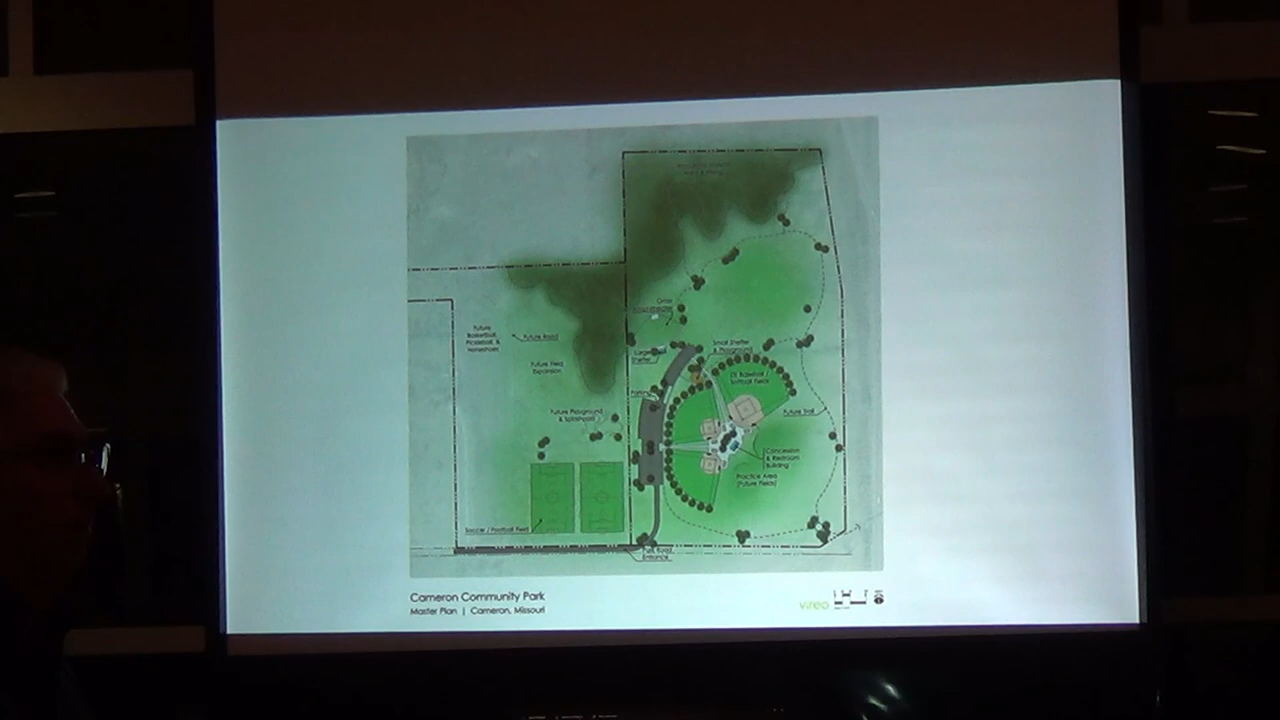 Future
Basketball,
Pickleball, &
Horseshoes
Future Road
Future Field
Expansion
Future Playground
Large
Shelter
Small Shelter
& Playground
Parking
(3) Baseball /
Softball Fields
Future Trail
Concession
& Restroom
Building
Practice Area
(Future Fields)
Soccer / Football Field
Park Road
Entrance
Cameron Community Park
Master Plan | Cameron, Missouri
vireo